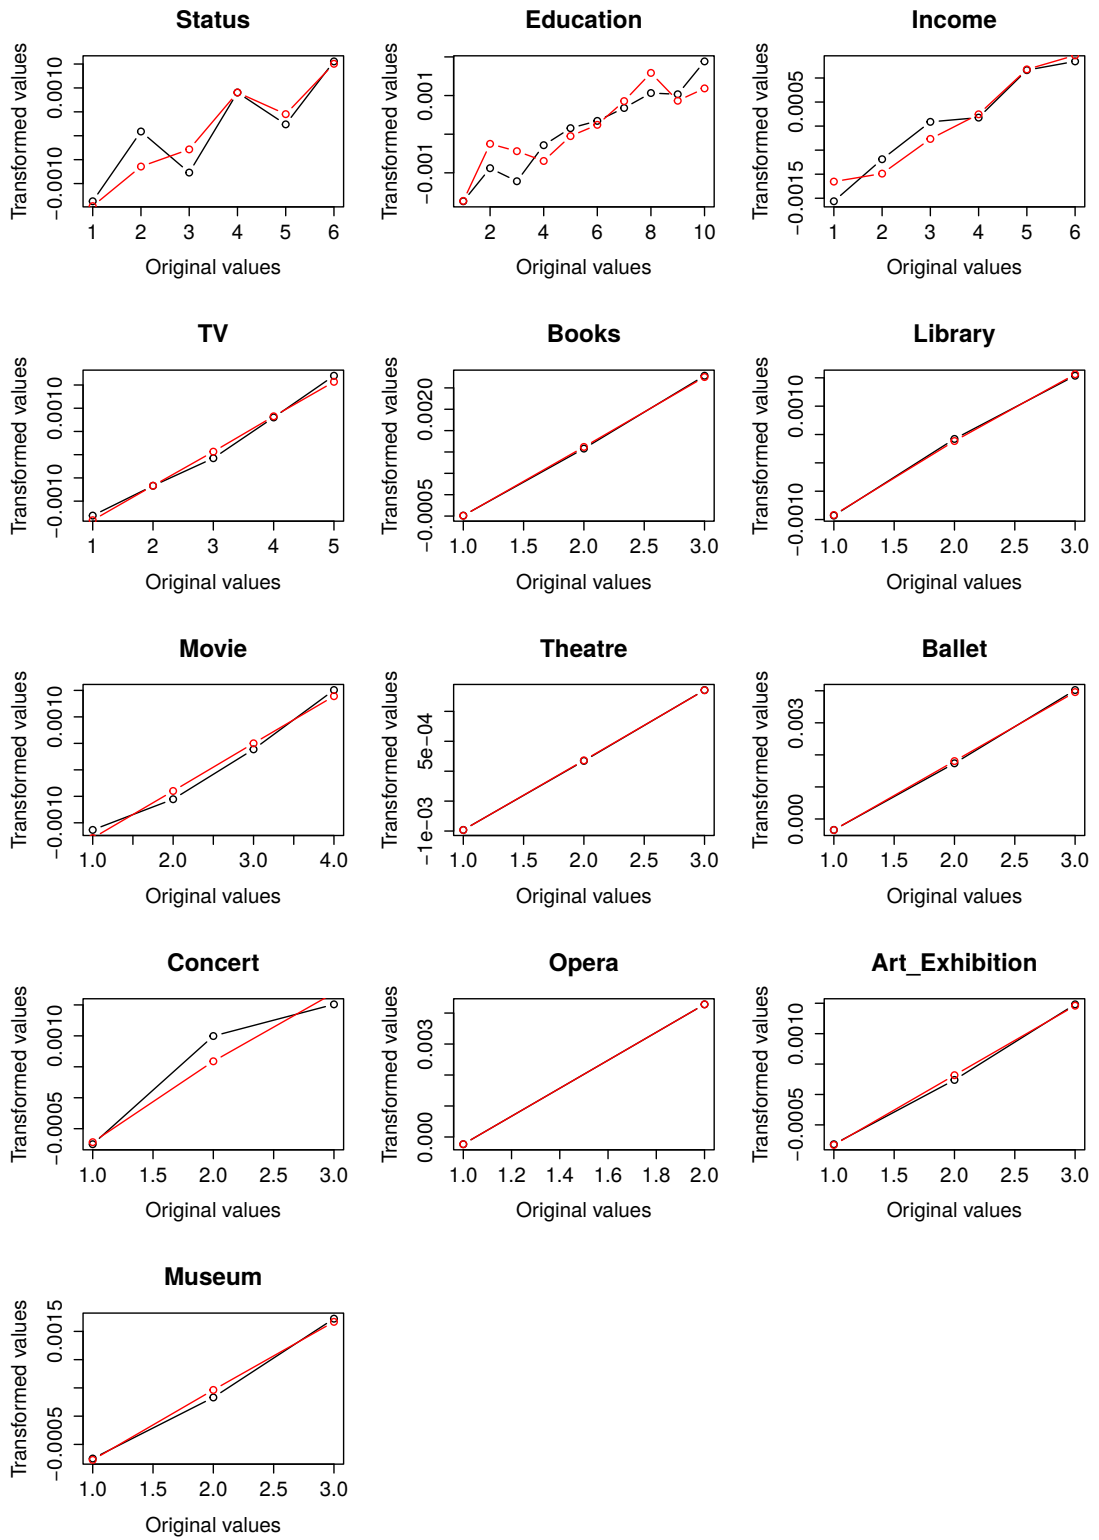 Status
Transformed values
−0.0010 0.0010
1 2 3 4 5 6
Original values
Education
Transformed values
−0.001 0.001
2 4 6 8 10
Original values
Income
Transformed values
−0.0015 0.0005
1 2 3 4 5 6
Original values
TV
Transformed values
−0.0010 0.0010
1 2 3 4 5
Original values
Books
Transformed values
−0.0005 0.0020
1.0 1.5 2.0 2.5 3.0
Original values
Library
Transformed values
−0.0010 0.0010
1.0 1.5 2.0 2.5 3.0
Original values
Movie
Transformed values
−0.0010 0.0010
1.0 2.0 3.0 4.0
Original values
Theatre
Transformed values
−1e−03 5e−04
1.0 1.5 2.0 2.5 3.0
Original values
Ballet
Transformed values
0.000 0.003
1.0 1.5 2.0 2.5 3.0
Original values
Concert
Transformed values
−0.0005 0.0010
1.0 1.5 2.0 2.5 3.0
Original values
Opera
Transformed values
0.000 0.003
1.0 1.2 1.4 1.6 1.8 2.0
Original values
Art_Exhibition
Transformed values
−0.0005 0.0010
1.0 1.5 2.0 2.5 3.0
Original values
Museum
Transformed values
−0.0005 0.0015
1.0 1.5 2.0 2.5 3.0
Original values